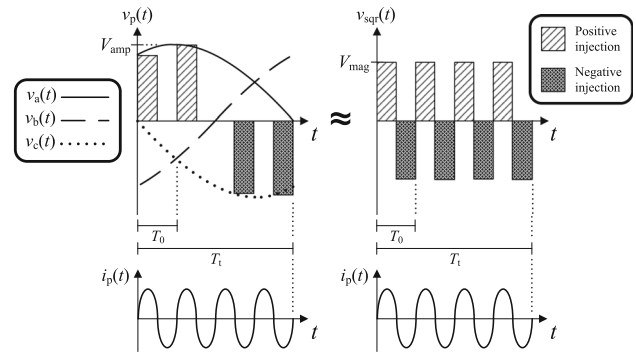 v_p(t)
V_amp
v_a(t)
v_b(t)
v_c(t)
t
T_0
T_t
i_p(t)
t
≈
v_sqr(t)
V_mag
t
T_0
T_t
i_p(t)
t
Positive
injection
Negative
injection